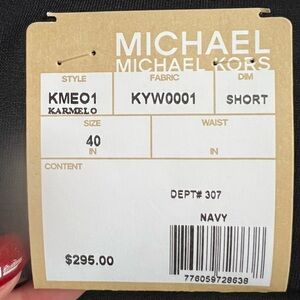 MICHAEL
MICHAEL KORS
STYLE FABRIC DIM
KMEO1 KYW0001 SHORT
KARMELO
SIZE WAIST
40
IN IN
CONTENT
DEPT# 307
NAVY
$295.00
776059728638